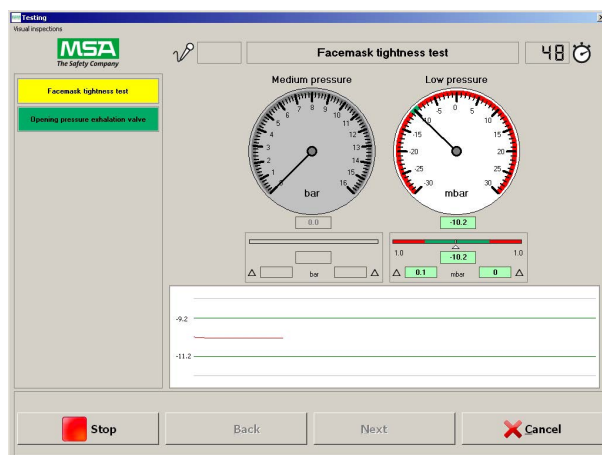 Testing
Visual inspections
MSA
The Safety Company
Facemask tightness test
48
Facemask tightness test
Opening pressure exhalation valve
Medium pressure
0 1 2 3 4 5 6 7 8 9 10 11 12 13 14 15 16
bar
0.0
Low pressure
-30 -25 -20 -15 -10 -5 0 5 10 15 20 25 30
mbar
-10.2
bar
1.0 1.0
-10.2
0.1 mbar 0
-9.2
-11.2
Stop
Back
Next
Cancel